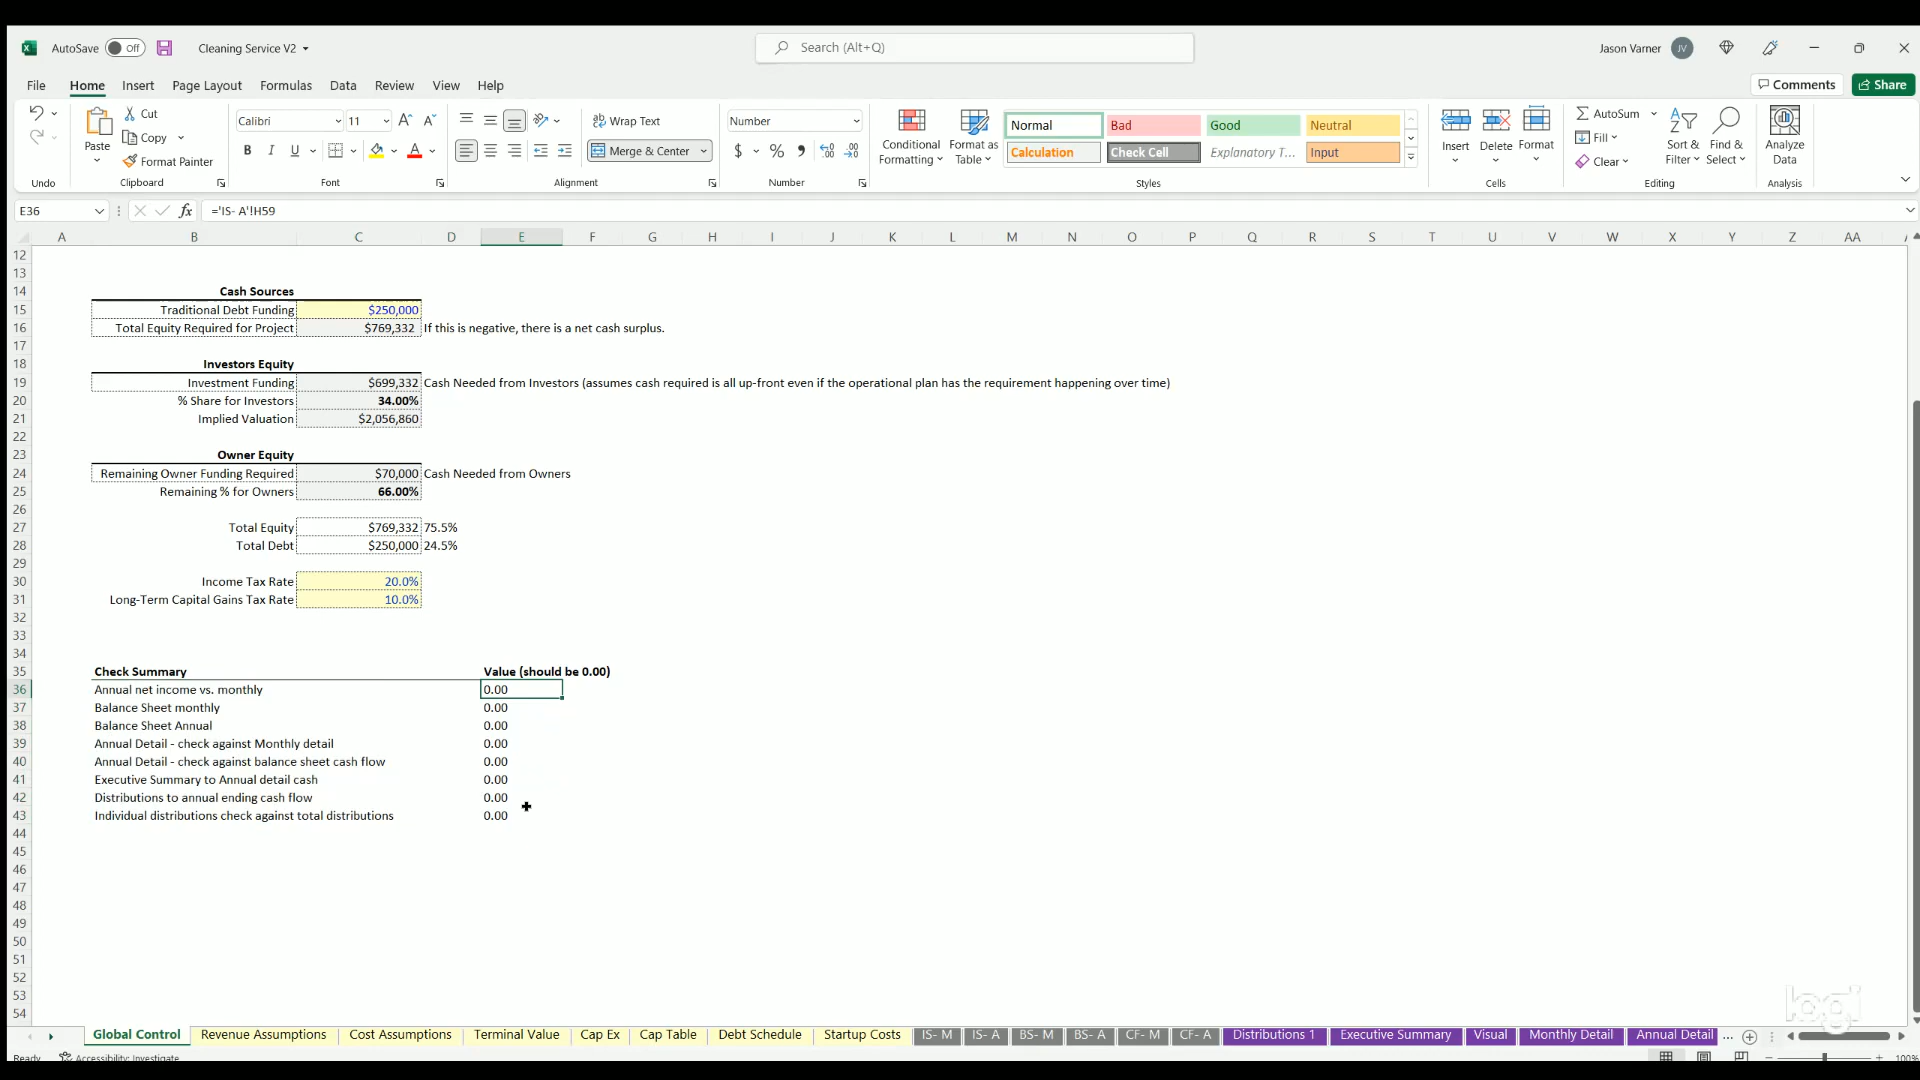 AutoSave Off Cleaning Service V2 Search (Alt+Q) Jason Varner JV
File Home Insert Page Layout Formulas Data Review View Help Comments Share
Cut Calibri 11 Wrap Text Number Normal Bad Good Neutral AutoSum
Copy
Paste Format Painter B I U Merge & Center $ % Conditional Formatting Format as Table Calculation Check Cell Explanatory T... Input Insert Delete Format Fill Clear Sort & Filter Find & Select Analyze Data
Undo Clipboard Font Alignment Number Styles Cells Editing Analysis
E36 fx ='IS- A'!H59
A B C D E F G H I J K L M N O P Q R S T U V W X Y Z AA
12
13
14 Cash Sources
15 Traditional Debt Funding $250,000
16 Total Equity Required for Project $769,332 If this is negative, there is a net cash surplus.
17
18 Investors Equity
19 Investment Funding $699,332 Cash Needed from Investors (assumes cash required is all up-front even if the operational plan has the requirement happening over time)
20 % Share for Investors 34.00%
21 Implied Valuation $2,056,860
22
23 Owner Equity
24 Remaining Owner Funding Required $70,000 Cash Needed from Owners
25 Remaining % for Owners 66.00%
26
27 Total Equity $769,332 75.5%
28 Total Debt $250,000 24.5%
29
30 Income Tax Rate 20.0%
31 Long-Term Capital Gains Tax Rate 10.0%
32
33
34
35 Check Summary Value (should be 0.00)
36 Annual net income vs. monthly 0.00
37 Balance Sheet monthly 0.00
38 Balance Sheet Annual 0.00
39 Annual Detail - check against Monthly detail 0.00
40 Annual Detail - check against balance sheet cash flow 0.00
41 Executive Summary to Annual detail cash 0.00
42 Distributions to annual ending cash flow 0.00
43 Individual distributions check against total distributions 0.00
44
45
46
47
48
49
50
51
52
53
54
logi
Global Control Revenue Assumptions Cost Assumptions Terminal Value Cap Ex Cap Table Debt Schedule Startup Costs IS- M IS- A BS- M BS- A CF- M CF- A Distributions 1 Executive Summary Visual Monthly Detail Annual Detail ...
Ready Accessibility: Investigate 100%